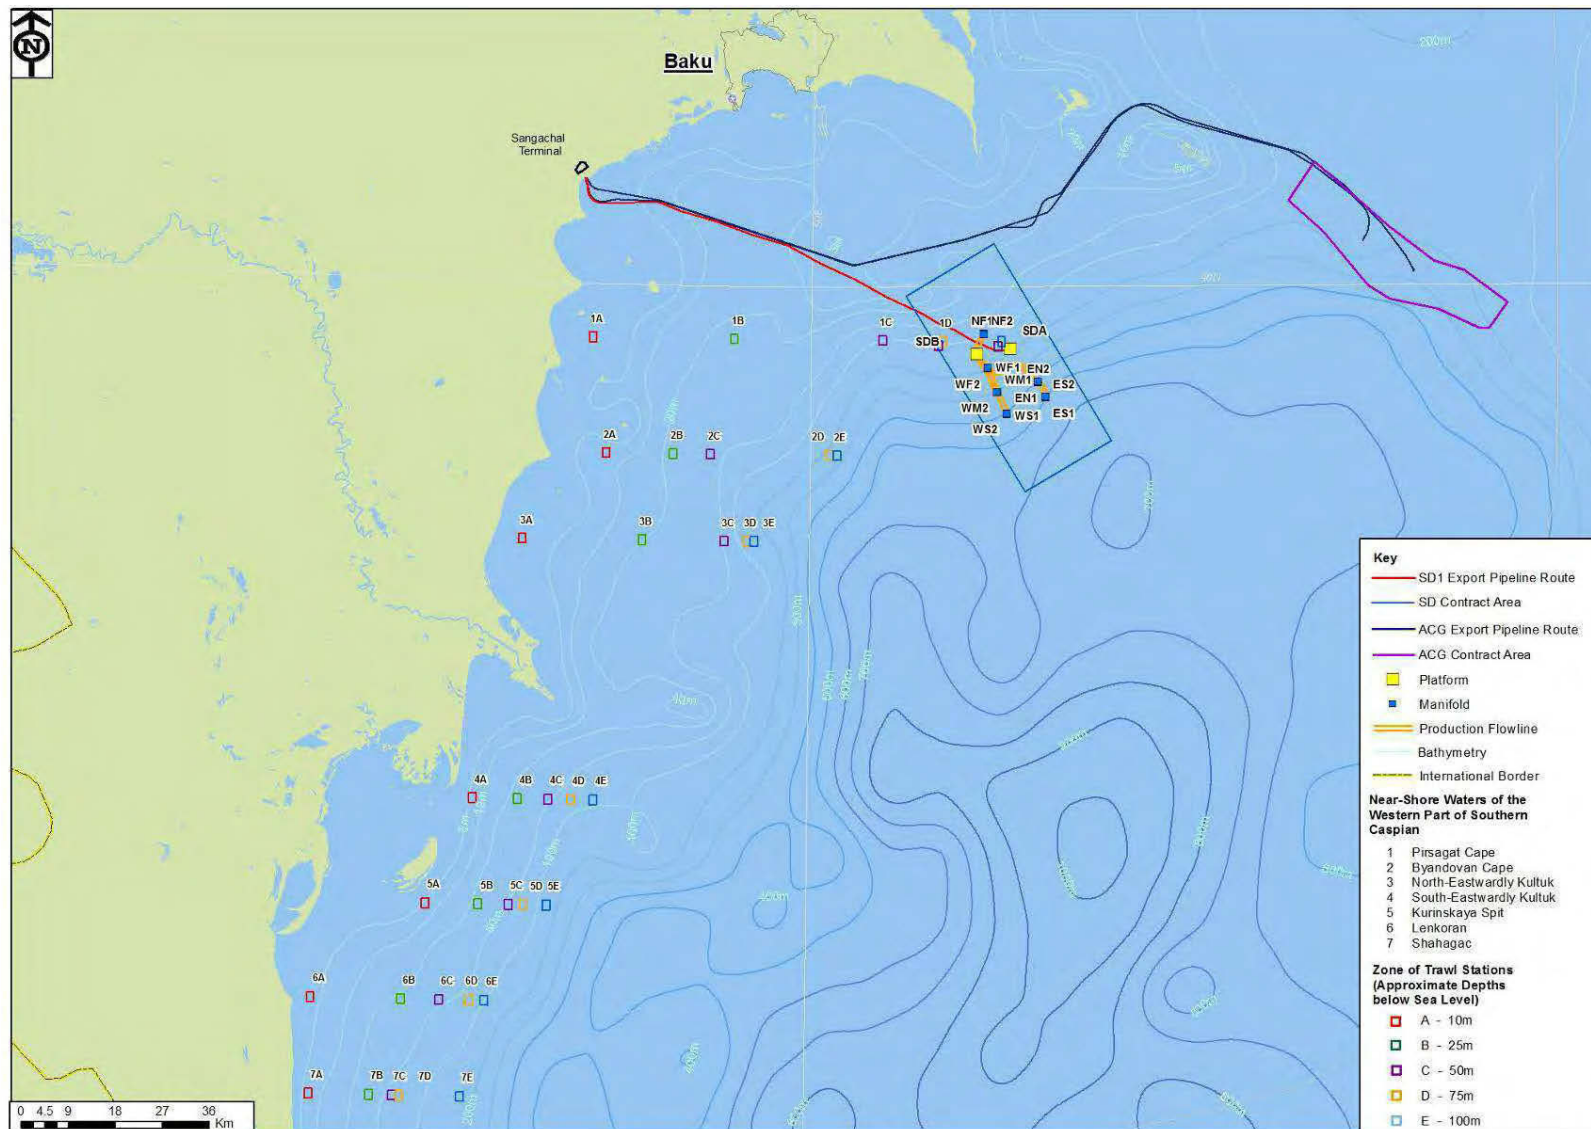 N
Baku
Sangachal
Terminal
1A
1B
1C
1D
NF1
NF2
SDA
SDB
WF1
EN2
WF2
WM1
ES2
WM2
EN1
WS1
ES1
WS2
2A
2B
2C
2D
2E
3A
3B
3C
3D
3E
4A
4B
4C
4D
4E
5A
5B
5C
5D
5E
6A
6B
6C
6D
6E
7A
7B
7C
7D
7E
0 4.5 9 18 27 36
Km
Key
SD1 Export Pipeline Route
SD Contract Area
ACG Export Pipeline Route
ACG Contract Area
Platform
Manifold
Production Flowline
Bathymetry
International Border
Near-Shore Waters of the
Western Part of Southern
Caspian
1 Pirsagat Cape
2 Byandovan Cape
3 North-Eastwardly Kultuk
4 South-Eastwardly Kultuk
5 Kurinskaya Spit
6 Lenkoran
7 Shahagac
Zone of Trawl Stations
(Approximate Depths
below Sea Level)
A - 10m
B - 25m
C - 50m
D - 75m
E - 100m